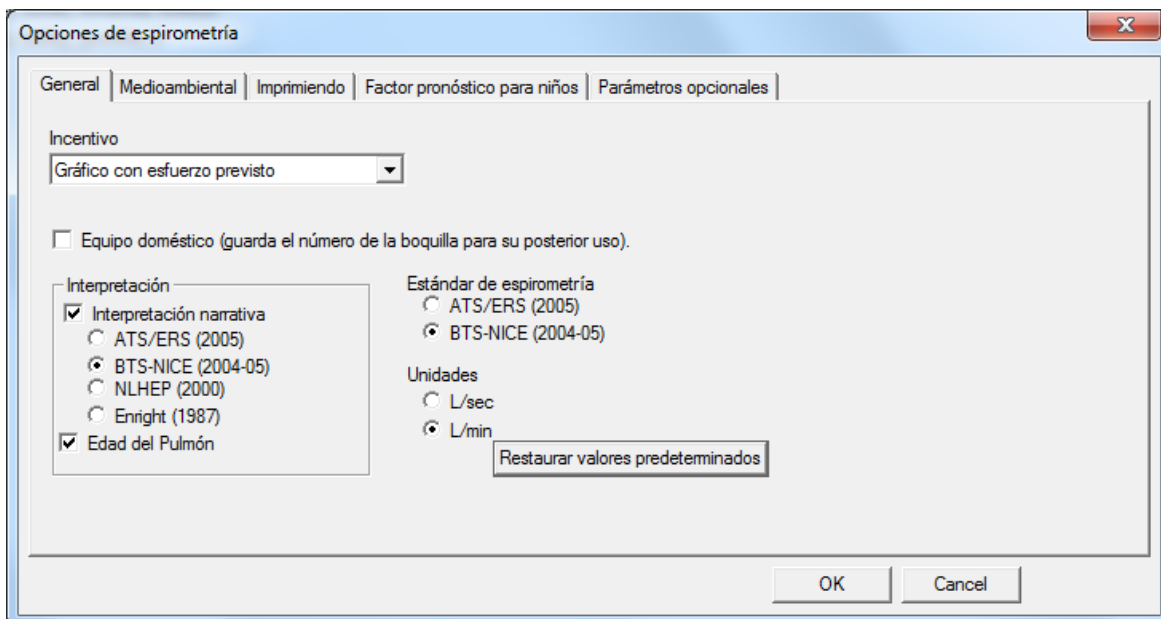 Opciones de espirometría
General Medioambiental Imprimiendo Factor pronóstico para niños Parámetros opcionales
Incentivo
Gráfico con esfuerzo previsto
Equipo doméstico (guarda el número de la boquilla para su posterior uso).
Interpretación
Interpretación narrativa
ATS/ERS (2005)
BTS-NICE (2004-05)
NLHEP (2000)
Enright (1987)
Edad del Pulmón
Estándar de espirometría
ATS/ERS (2005)
BTS-NICE (2004-05)
Unidades
L/sec
L/min
Restaurar valores predeterminados
OK Cancel